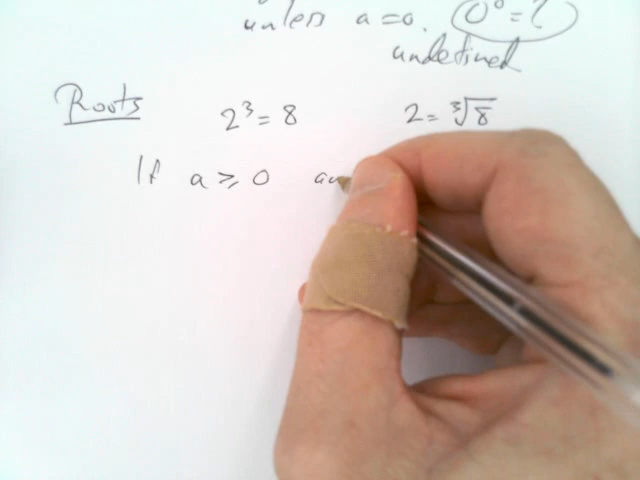 unless a=0. 0⁰=?
undefined
Roots 2³=8 2=∛8
If a ⩾ 0